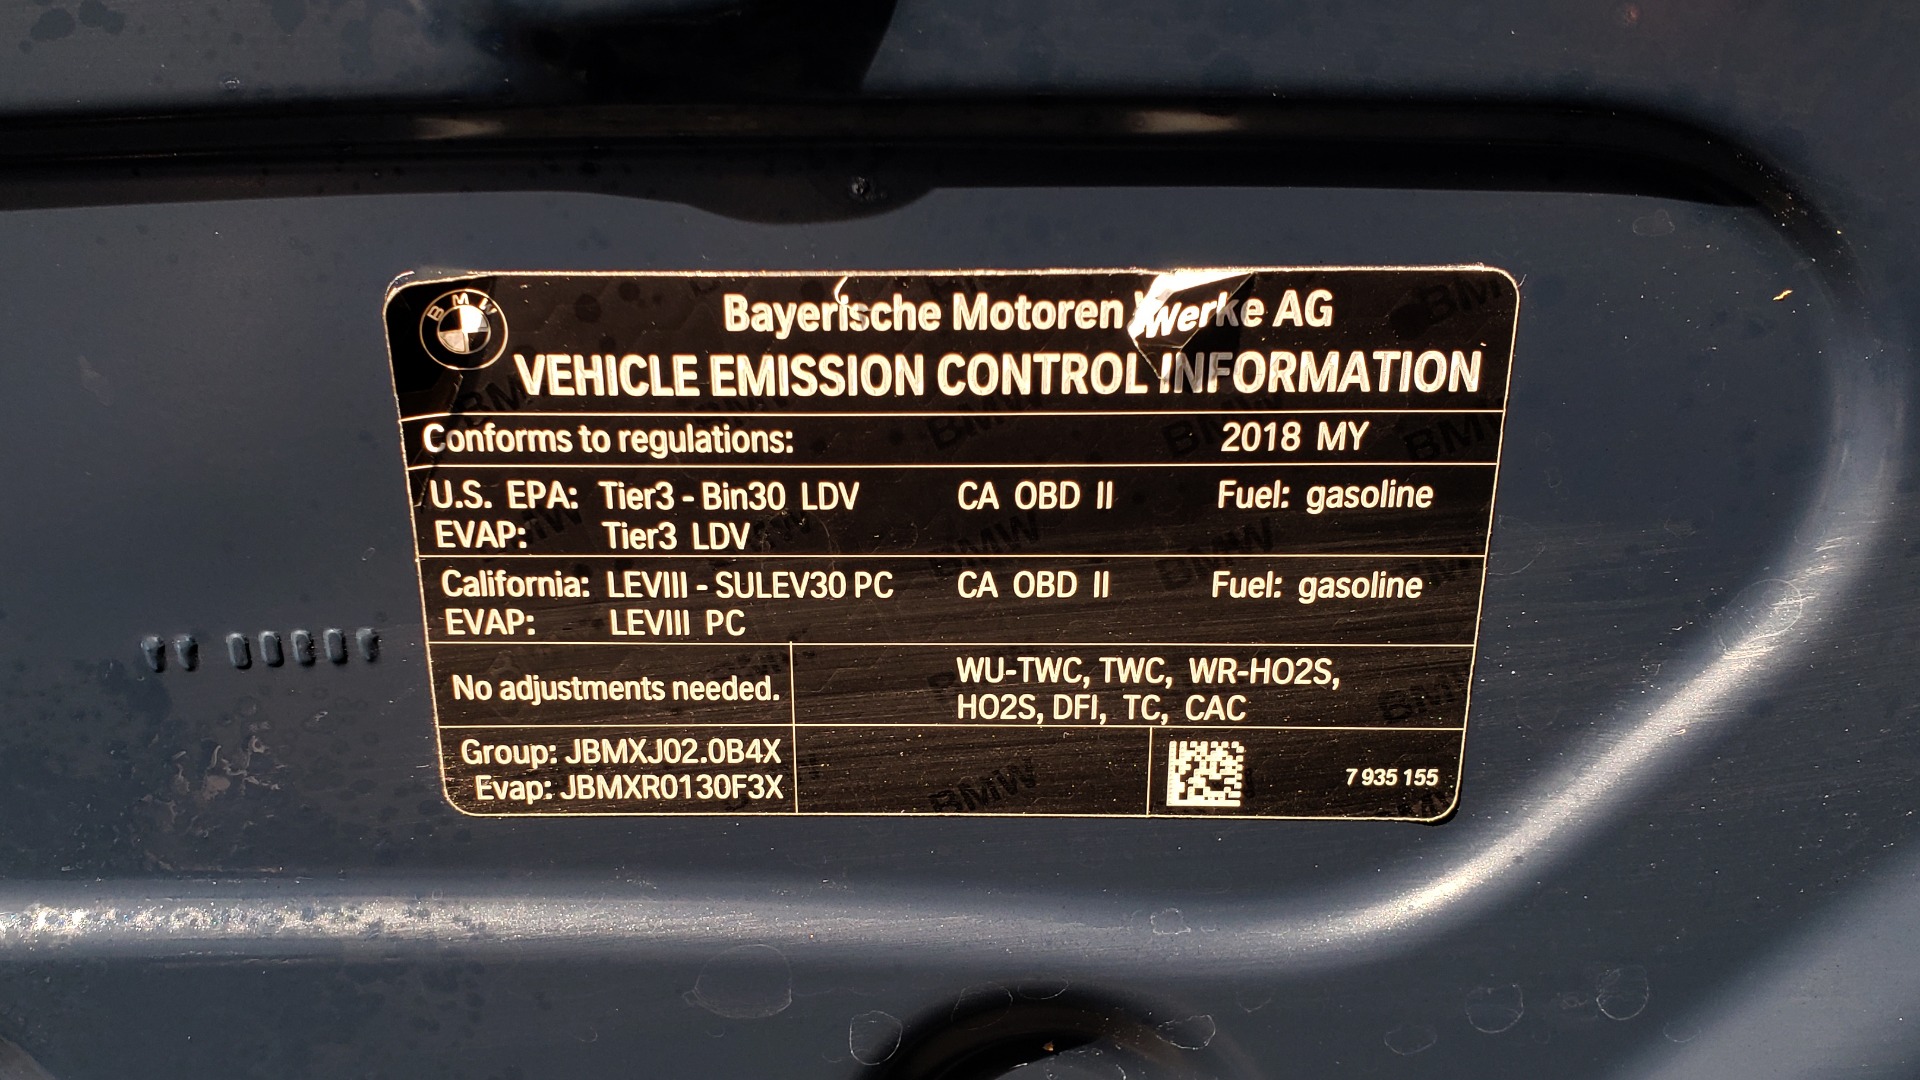 BMW
Bayerische Motoren Werke AG
VEHICLE EMISSION CONTROL INFORMATION
Conforms to regulations: 2018 MY
U.S. EPA: Tier3 - Bin30 LDV CA OBD II Fuel: gasoline
EVAP: Tier3 LDV
California: LEVIII - SULEV30 PC CA OBD II Fuel: gasoline
EVAP: LEVIII PC
No adjustments needed.
WU-TWC, TWC, WR-HO2S,
HO2S, DFI, TC, CAC
Group: JBMXJ02.0B4X
Evap: JBMXR0130F3X
7 935 155